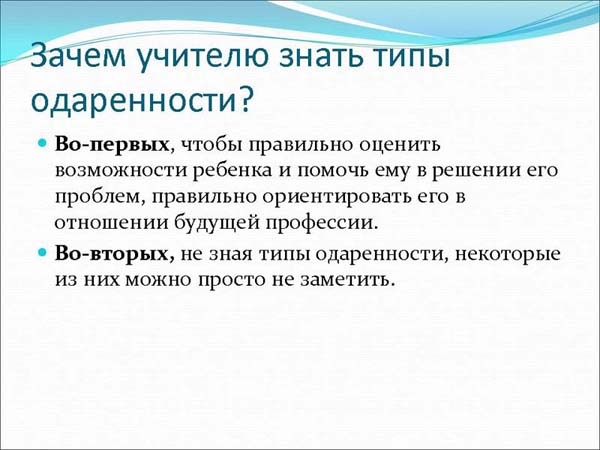 Зачем учителю знать типы
одаренности?
Во-первых, чтобы правильно оценить
возможности ребенка и помочь ему в решении его
проблем, правильно ориентировать его в
отношении будущей профессии.
Во-вторых, не зная типы одаренности, некоторые
из них можно просто не заметить.